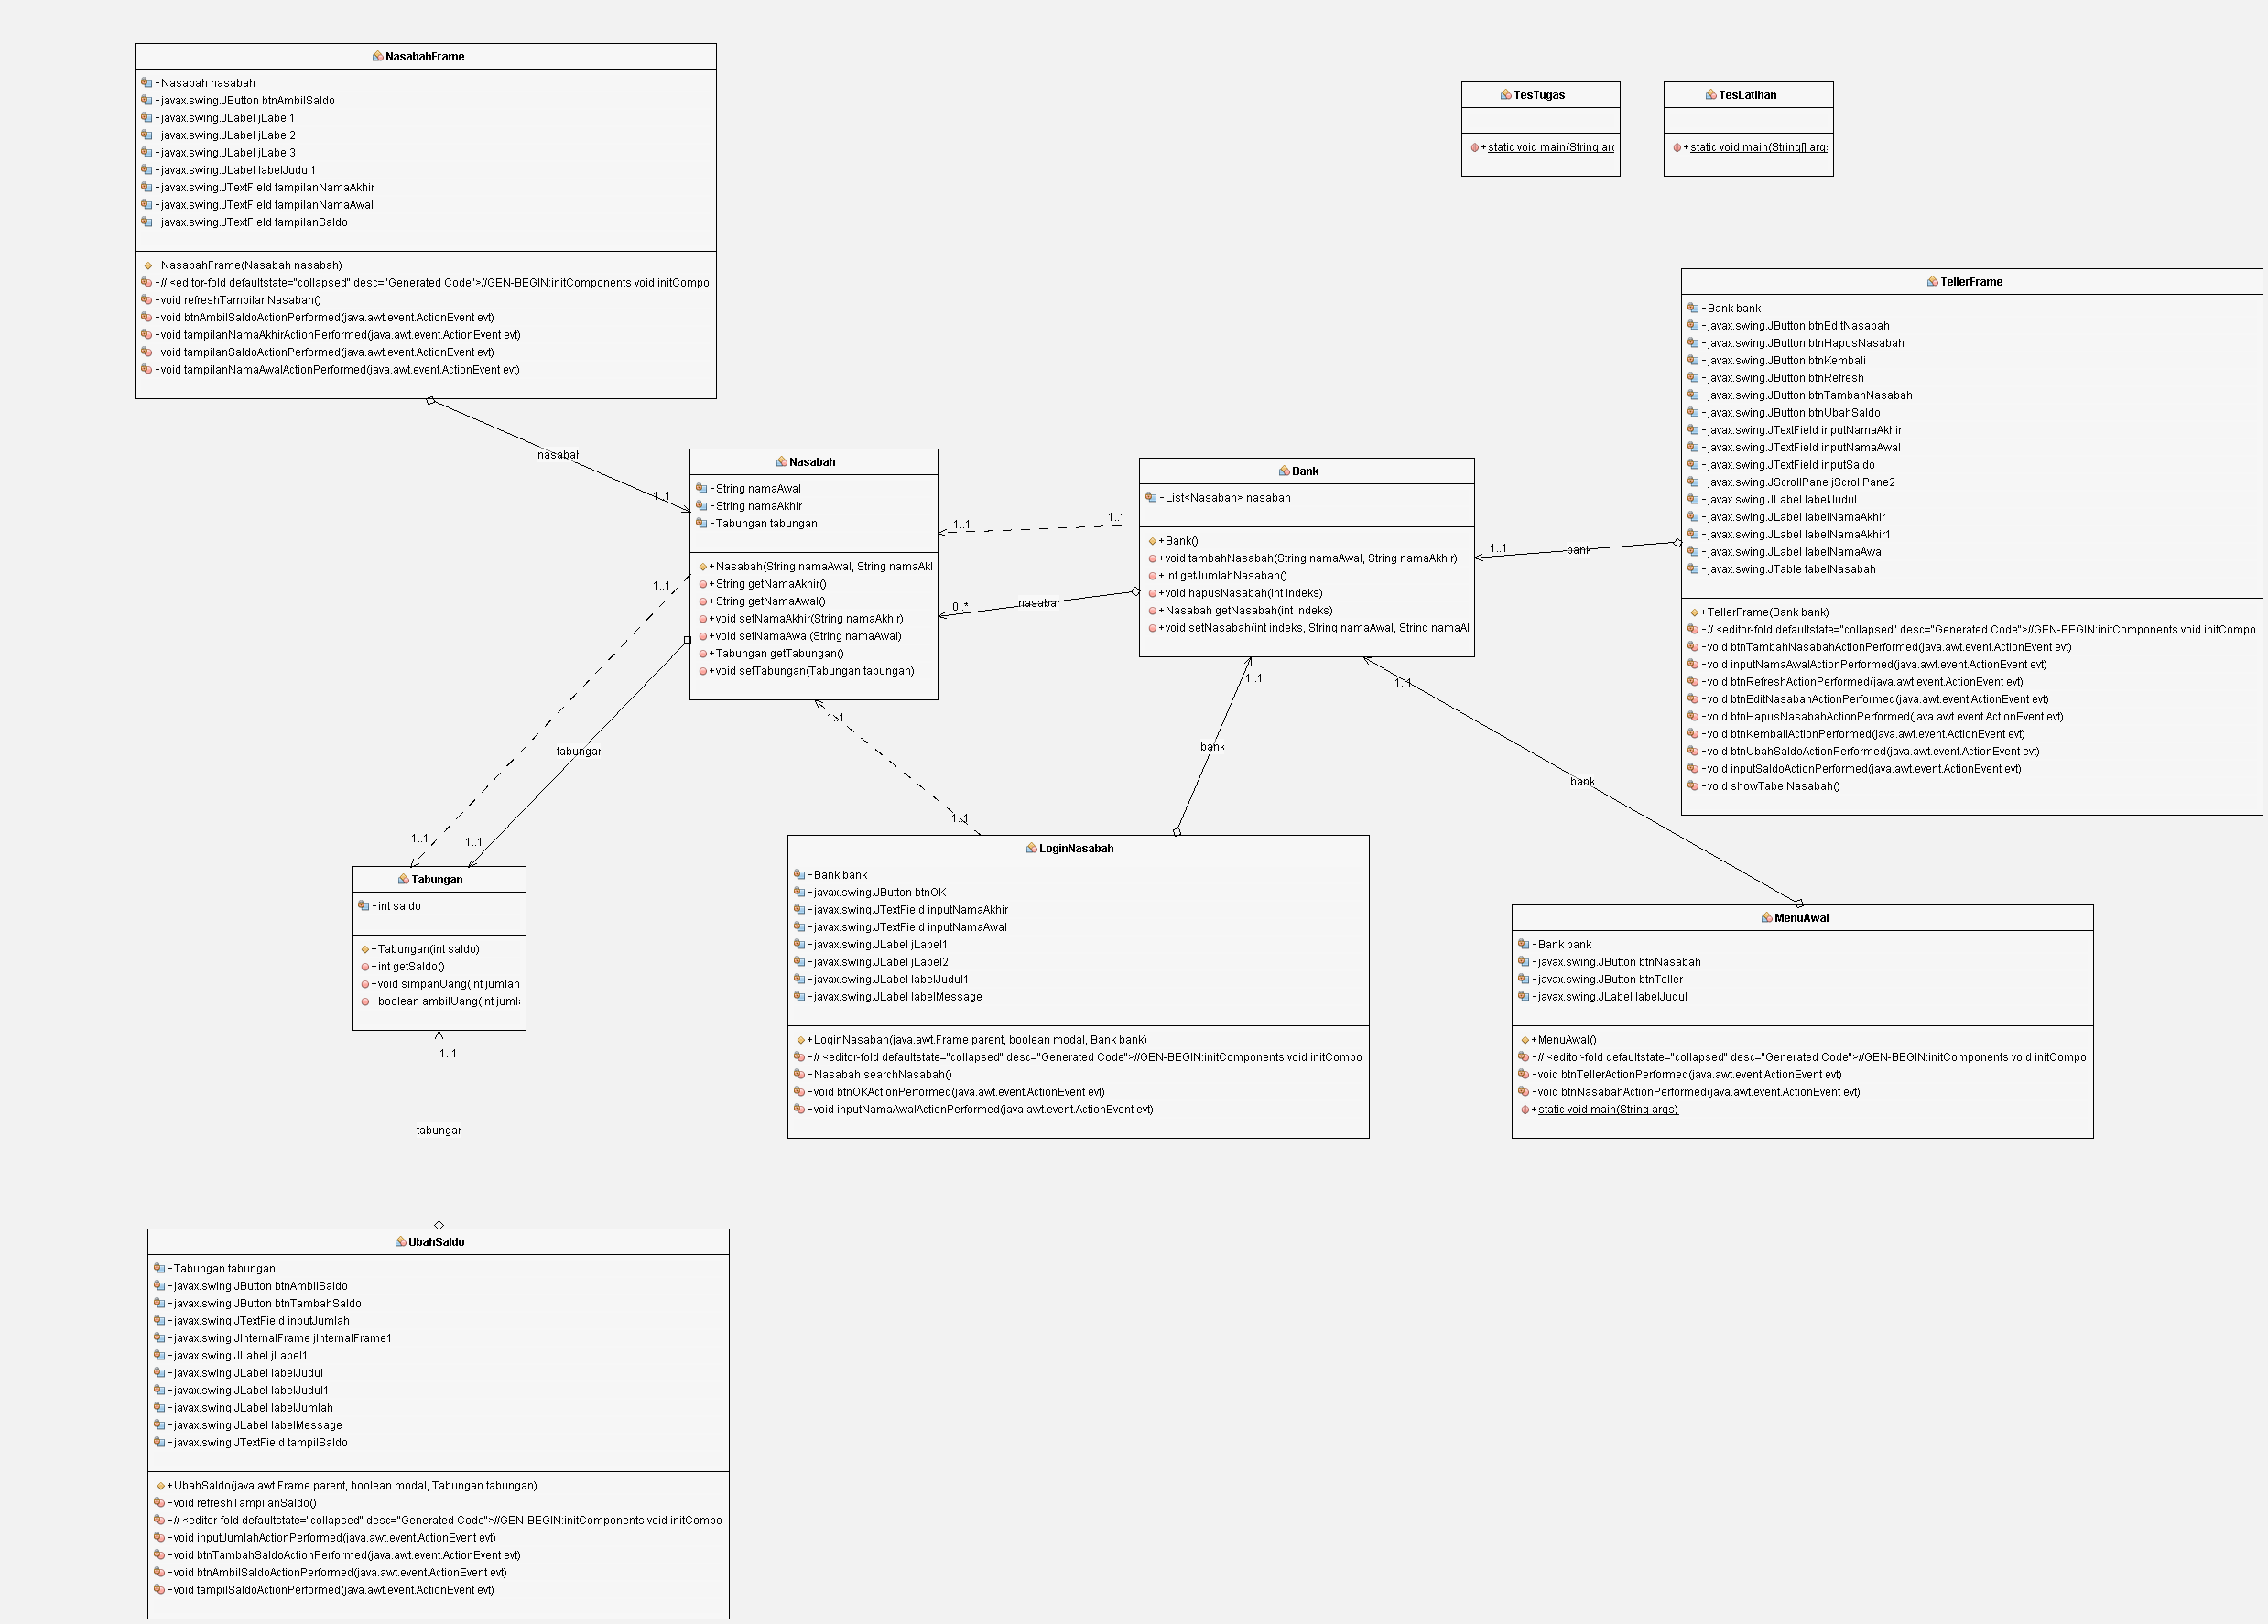 NasabahFrame
-Nasabah nasabah
-javax.swing.JButton btnAmbilSaldo
-javax.swing.JLabel jLabel1
-javax.swing.JLabel jLabel2
-javax.swing.JLabel jLabel3
-javax.swing.JLabel labelJudul1
-javax.swing.JTextField tampilanNamaAkhir
-javax.swing.JTextField tampilanNamaAwal
-javax.swing.JTextField tampilanSaldo
+NasabahFrame(Nasabah nasabah)
-// <editor-fold defaultstate="collapsed" desc="Generated Code">//GEN-BEGIN:initComponents void initCompo
-void refreshTampilanNasabah()
-void btnAmbilSaldoActionPerformed(java.awt.event.ActionEvent evt)
-void tampilanNamaAkhirActionPerformed(java.awt.event.ActionEvent evt)
-void tampilanSaldoActionPerformed(java.awt.event.ActionEvent evt)
-void tampilanNamaAwalActionPerformed(java.awt.event.ActionEvent evt)
TesTugas
+static void main(String arg
TesLatihan
+static void main(String[] args
TellerFrame
-Bank bank
-javax.swing.JButton btnEditNasabah
-javax.swing.JButton btnHapusNasabah
-javax.swing.JButton btnKembali
-javax.swing.JButton btnRefresh
-javax.swing.JButton btnTambahNasabah
-javax.swing.JButton btnUbahSaldo
-javax.swing.JTextField inputNamaAkhir
-javax.swing.JTextField inputNamaAwal
-javax.swing.JTextField inputSaldo
-javax.swing.JScrollPane jScrollPane2
-javax.swing.JLabel labelJudul
-javax.swing.JLabel labelNamaAkhir
-javax.swing.JLabel labelNamaAkhir1
-javax.swing.JLabel labelNamaAwal
-javax.swing.JTable tabelNasabah
+TellerFrame(Bank bank)
-// <editor-fold defaultstate="collapsed" desc="Generated Code">//GEN-BEGIN:initComponents void initCompo
-void btnTambahNasabahActionPerformed(java.awt.event.ActionEvent evt)
-void inputNamaAwalActionPerformed(java.awt.event.ActionEvent evt)
-void btnRefreshActionPerformed(java.awt.event.ActionEvent evt)
-void btnEditNasabahActionPerformed(java.awt.event.ActionEvent evt)
-void btnHapusNasabahActionPerformed(java.awt.event.ActionEvent evt)
-void btnKembaliActionPerformed(java.awt.event.ActionEvent evt)
-void btnUbahSaldoActionPerformed(java.awt.event.ActionEvent evt)
-void inputSaldoActionPerformed(java.awt.event.ActionEvent evt)
-void showTabelNasabah()
nasabah
1..1
Nasabah
-String namaAwal
-String namaAkhir
-Tabungan tabungan
+Nasabah(String namaAwal, String namaAkl
+String getNamaAkhir()
+String getNamaAwal()
+void setNamaAkhir(String namaAkhir)
+void setNamaAwal(String namaAwal)
+Tabungan getTabungan()
+void setTabungan(Tabungan tabungan)
1..1
1..1
0..*
nasabah
Bank
-List<Nasabah> nasabah
+Bank()
+void tambahNasabah(String namaAwal, String namaAkhir)
+int getJumlahNasabah()
+void hapusNasabah(int indeks)
+Nasabah getNasabah(int indeks)
+void setNasabah(int indeks, String namaAwal, String namaAl
1..1
bank
1..1
1..1
tabungan
1..1
1..1
1..1
1..1
bank
1..1
bank
1..1
Tabungan
-int saldo
+Tabungan(int saldo)
+int getSaldo()
+void simpanUang(int jumlah
+boolean ambilUang(int jumla
LoginNasabah
-Bank bank
-javax.swing.JButton btnOK
-javax.swing.JTextField inputNamaAkhir
-javax.swing.JTextField inputNamaAwal
-javax.swing.JLabel jLabel1
-javax.swing.JLabel jLabel2
-javax.swing.JLabel labelJudul1
-javax.swing.JLabel labelMessage
+LoginNasabah(java.awt.Frame parent, boolean modal, Bank bank)
-// <editor-fold defaultstate="collapsed" desc="Generated Code">//GEN-BEGIN:initComponents void initCompo
-Nasabah searchNasabah()
-void btnOKActionPerformed(java.awt.event.ActionEvent evt)
-void inputNamaAwalActionPerformed(java.awt.event.ActionEvent evt)
MenuAwal
-Bank bank
-javax.swing.JButton btnNasabah
-javax.swing.JButton btnTeller
-javax.swing.JLabel labelJudul
+MenuAwal()
-// <editor-fold defaultstate="collapsed" desc="Generated Code">//GEN-BEGIN:initComponents void initCompo
-void btnTellerActionPerformed(java.awt.event.ActionEvent evt)
-void btnNasabahActionPerformed(java.awt.event.ActionEvent evt)
+static void main(String args)
1..1
tabungan
UbahSaldo
-Tabungan tabungan
-javax.swing.JButton btnAmbilSaldo
-javax.swing.JButton btnTambahSaldo
-javax.swing.JTextField inputJumlah
-javax.swing.JInternalFrame jInternalFrame1
-javax.swing.JLabel jLabel1
-javax.swing.JLabel labelJudul
-javax.swing.JLabel labelJudul1
-javax.swing.JLabel labelJumlah
-javax.swing.JLabel labelMessage
-javax.swing.JTextField tampilSaldo
+UbahSaldo(java.awt.Frame parent, boolean modal, Tabungan tabungan)
-void refreshTampilanSaldo()
-// <editor-fold defaultstate="collapsed" desc="Generated Code">//GEN-BEGIN:initComponents void initCompo
-void inputJumlahActionPerformed(java.awt.event.ActionEvent evt)
-void btnTambahSaldoActionPerformed(java.awt.event.ActionEvent evt)
-void btnAmbilSaldoActionPerformed(java.awt.event.ActionEvent evt)
-void tampilSaldoActionPerformed(java.awt.event.ActionEvent evt)